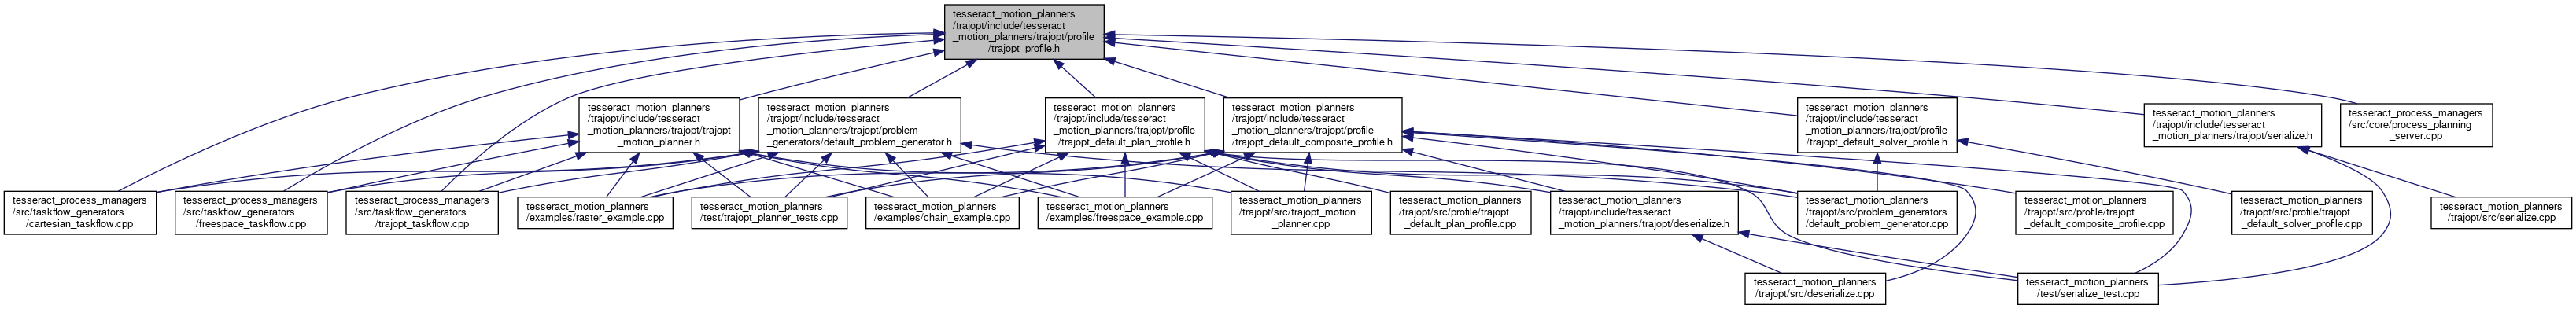 tesseract_motion_planners
/trajopt/include/tesseract
_motion_planners/trajopt/profile
/trajopt_profile.h
tesseract_motion_planners
/trajopt/include/tesseract
_motion_planners/trajopt/trajopt
_motion_planner.h
tesseract_motion_planners
/trajopt/include/tesseract
_motion_planners/trajopt/problem
_generators/default_problem_generator.h
tesseract_motion_planners
/trajopt/include/tesseract
_motion_planners/trajopt/profile
/trajopt_default_plan_profile.h
tesseract_motion_planners
/trajopt/include/tesseract
_motion_planners/trajopt/profile
/trajopt_default_composite_profile.h
tesseract_motion_planners
/trajopt/include/tesseract
_motion_planners/trajopt/profile
/trajopt_default_solver_profile.h
tesseract_motion_planners
/trajopt/include/tesseract
_motion_planners/trajopt/serialize.h
tesseract_process_managers
/src/core/process_planning
_server.cpp
tesseract_process_managers
/src/taskflow_generators
/cartesian_taskflow.cpp
tesseract_process_managers
/src/taskflow_generators
/freespace_taskflow.cpp
tesseract_process_managers
/src/taskflow_generators
/trajopt_taskflow.cpp
tesseract_motion_planners
/examples/raster_example.cpp
tesseract_motion_planners
/test/trajopt_planner_tests.cpp
tesseract_motion_planners
/examples/chain_example.cpp
tesseract_motion_planners
/examples/freespace_example.cpp
tesseract_motion_planners
/trajopt/src/trajopt_motion
_planner.cpp
tesseract_motion_planners
/trajopt/src/profile/trajopt
_default_plan_profile.cpp
tesseract_motion_planners
/trajopt/include/tesseract
_motion_planners/trajopt/deserialize.h
tesseract_motion_planners
/trajopt/src/problem_generators
/default_problem_generator.cpp
tesseract_motion_planners
/trajopt/src/profile/trajopt
_default_composite_profile.cpp
tesseract_motion_planners
/trajopt/src/profile/trajopt
_default_solver_profile.cpp
tesseract_motion_planners
/trajopt/src/serialize.cpp
tesseract_motion_planners
/trajopt/src/deserialize.cpp
tesseract_motion_planners
/test/serialize_test.cpp